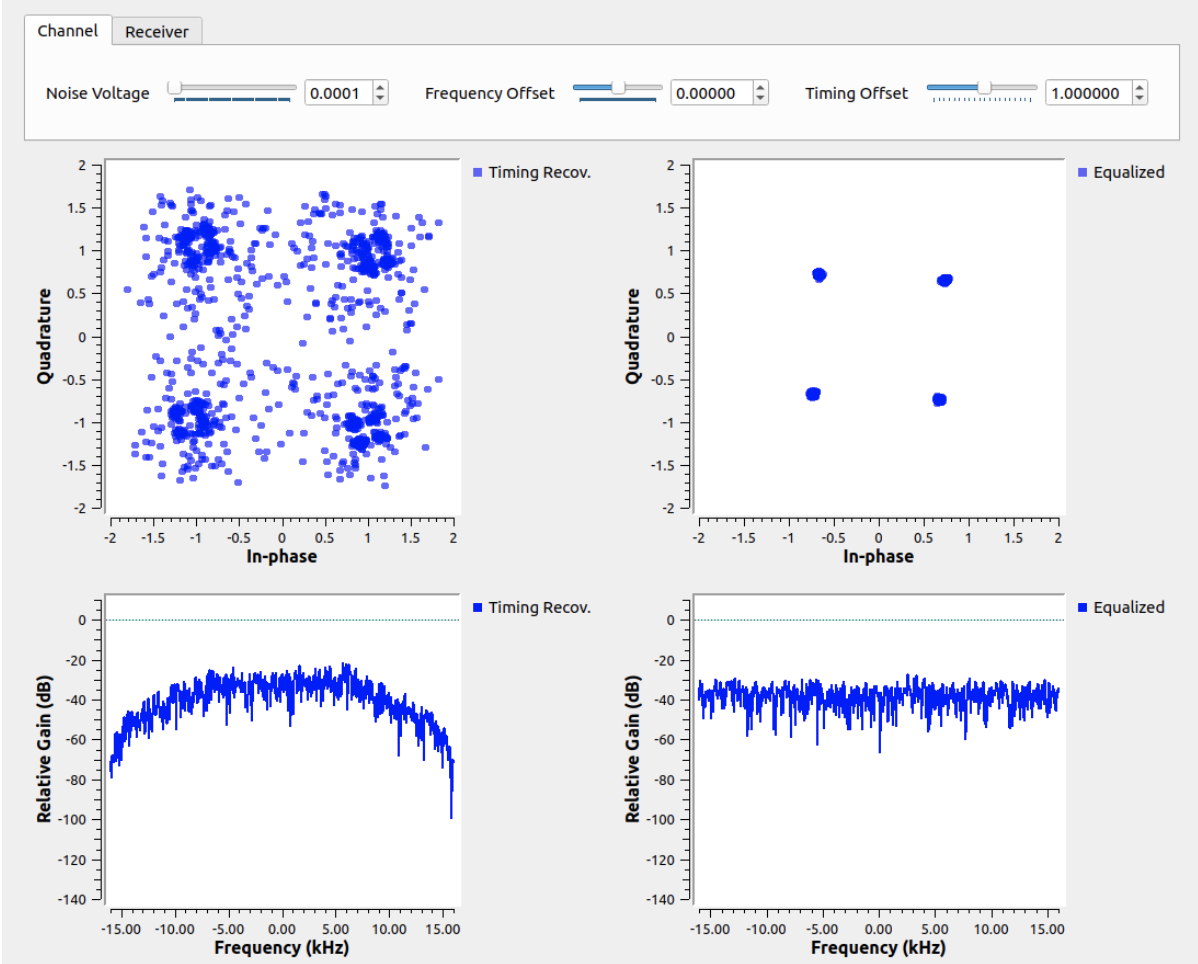 Channel Receiver
Noise Voltage 0.0001 Frequency Offset 0.00000 Timing Offset 1.000000
2
1.5
1
0.5
0
-0.5
-1
-1.5
-2
Quadrature
-2 -1.5 -1 -0.5 0 0.5 1 1.5 2
In-phase
Timing Recov.
2
1.5
1
0.5
0
-0.5
-1
-1.5
-2
Quadrature
-2 -1.5 -1 -0.5 0 0.5 1 1.5 2
In-phase
Equalized
0
-20
-40
-60
-80
-100
-120
-140
Relative Gain (dB)
-15.00 -10.00 -5.00 0.00 5.00 10.00 15.00
Frequency (kHz)
Timing Recov.
0
-20
-40
-60
-80
-100
-120
-140
Relative Gain (dB)
-15.00 -10.00 -5.00 0.00 5.00 10.00 15.00
Frequency (kHz)
Equalized